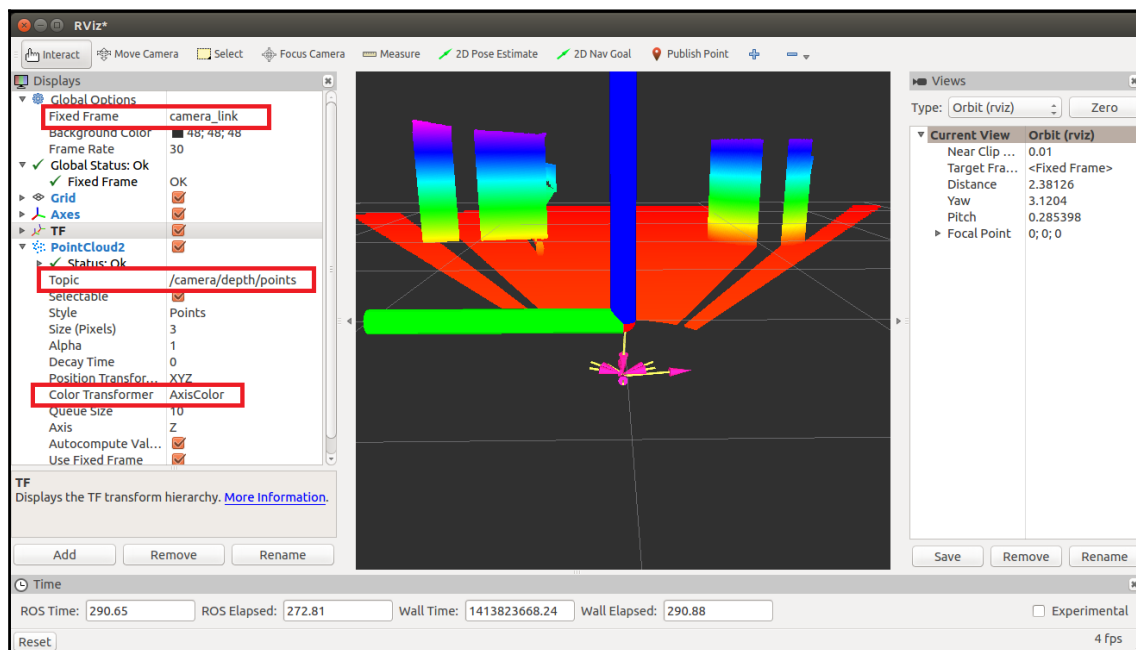 RViz*
Interact Move Camera Select Focus Camera Measure 2D Pose Estimate 2D Nav Goal Publish Point
Displays
Global Options
Fixed Frame camera_link
Background Color 48; 48; 48
Frame Rate 30
Global Status: Ok
Fixed Frame OK
Grid
Axes
TF
PointCloud2
Status: Ok
Topic /camera/depth/points
Selectable
Style Points
Size (Pixels) 3
Alpha 1
Decay Time 0
Position Transfor... XYZ
Color Transformer AxisColor
Queue Size 10
Axis Z
Autocompute Val...
Use Fixed Frame
TF
Displays the TF transform hierarchy. More Information.
Add Remove Rename
Views
Type: Orbit (rviz) Zero
Current View Orbit (rviz)
Near Clip ... 0.01
Target Fra... <Fixed Frame>
Distance 2.38126
Yaw 3.1204
Pitch 0.285398
Focal Point 0; 0; 0
Save Remove Rename
Time
ROS Time: 290.65 ROS Elapsed: 272.81 Wall Time: 1413823668.24 Wall Elapsed: 290.88 Experimental
Reset 4 fps